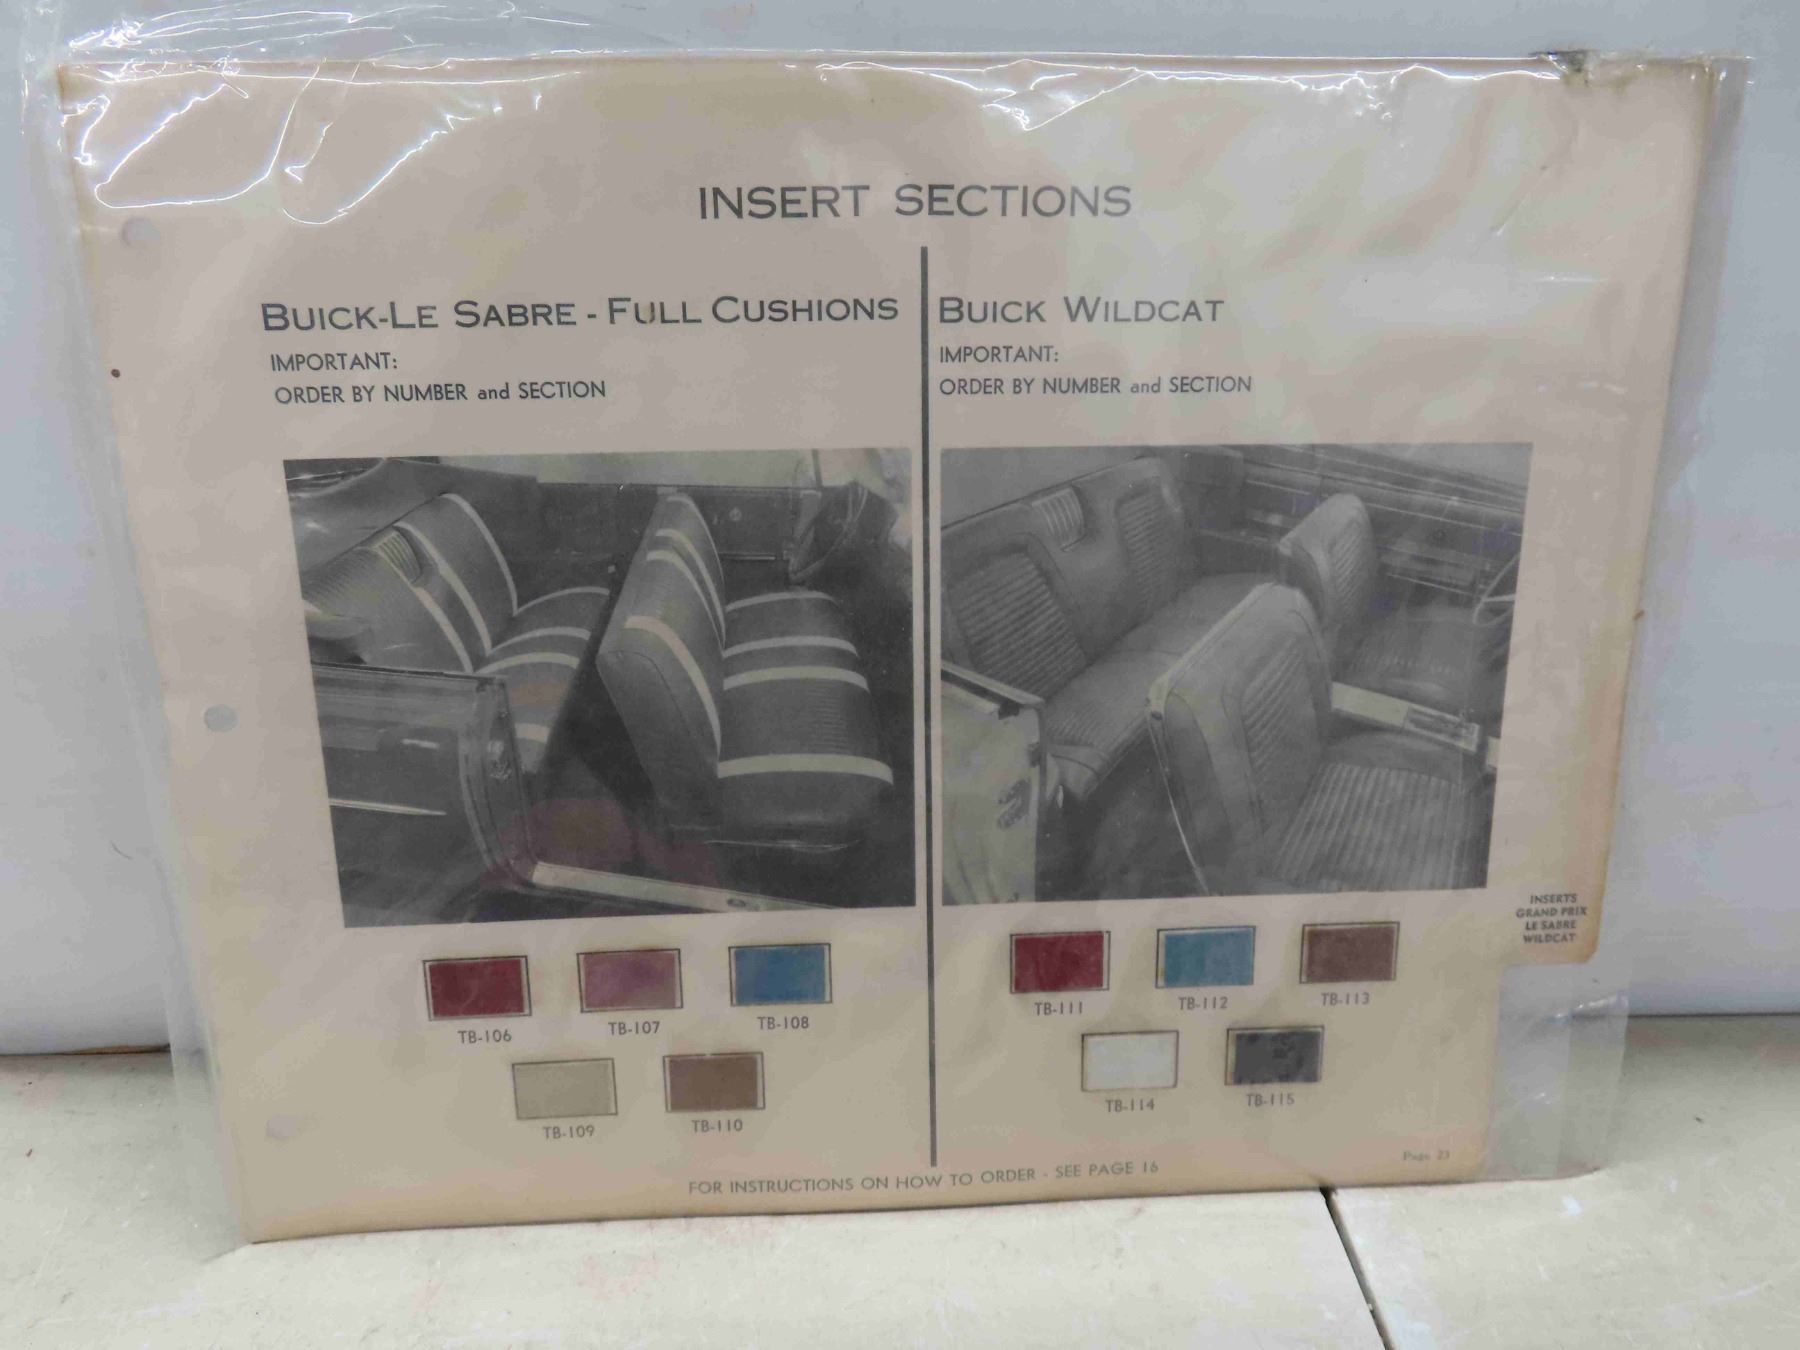 INSERT SECTIONS
BUICK-LE SABRE - FULL CUSHIONS
IMPORTANT:
ORDER BY NUMBER and SECTION
BUICK WILDCAT
IMPORTANT:
ORDER BY NUMBER and SECTION
INSERTS
GRAND PRIX
LE SABRE
WILDCAT
TB-106
TB-107
TB-108
TB-109
TB-110
TB-111
TB-112
TB-113
TB-114
TB-115
FOR INSTRUCTIONS ON HOW TO ORDER - SEE PAGE 16
Page 23